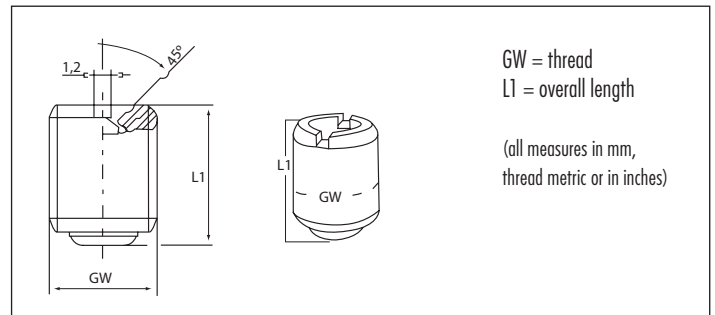 1,2
45º
L1
GW
L1
GW
GW = thread
L1 = overall length
(all measures in mm,
thread metric or in inches)